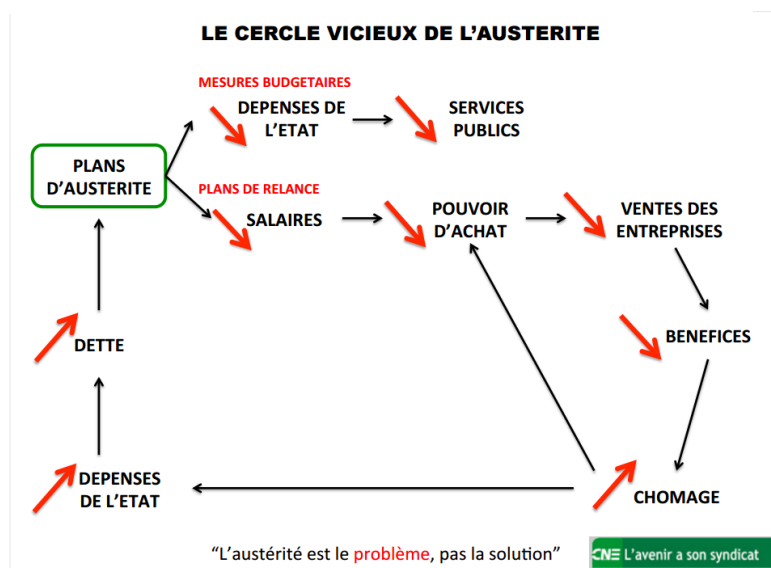 LE CERCLE VICIEUX DE L'AUSTERITE
MESURES BUDGETAIRES
DEPENSES DE
L'ETAT
SERVICES
PUBLICS
PLANS
D'AUSTERITE
PLANS DE RELANCE
SALAIRES
POUVOIR
D'ACHAT
VENTES DES
ENTREPRISES
DETTE
BENEFICES
DEPENSES
DE L'ETAT
CHOMAGE
“L'austérité est le problème, pas la solution”
CNE L'avenir a son syndicat